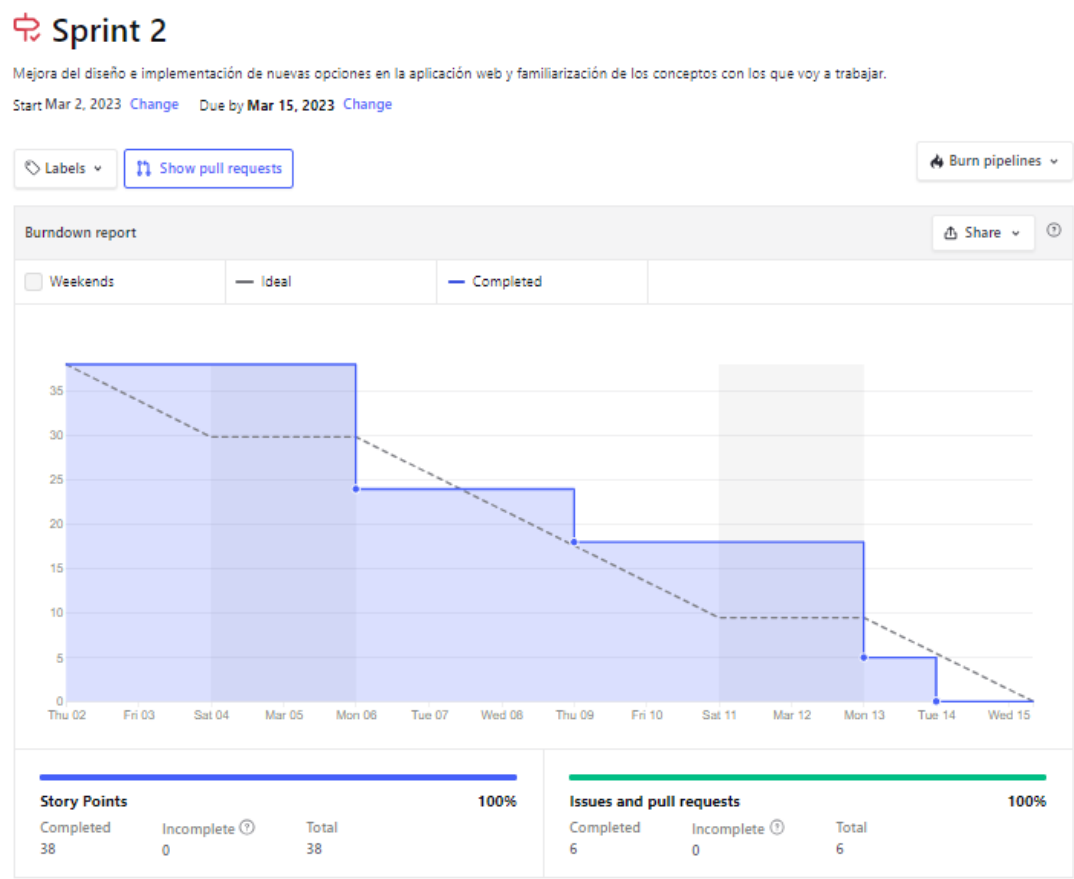 Sprint 2
Mejora del diseño e implementación de nuevas opciones en la aplicación web y familiarización de los conceptos con los que voy a trabajar.
Start Mar 2, 2023 Change Due by Mar 15, 2023 Change
Labels Show pull requests Burn pipelines
Burndown report Share
Weekends Ideal Completed
35
30
25
20
15
10
5
0
Thu 02 Fri 03 Sat 04 Mar 05 Mon 06 Tue 07 Wed 08 Thu 09 Fri 10 Sat 11 Mar 12 Mon 13 Tue 14 Wed 15
Story Points 100% Issues and pull requests 100%
Completed Incomplete ? Total Completed Incomplete ? Total
38 0 38 6 0 6